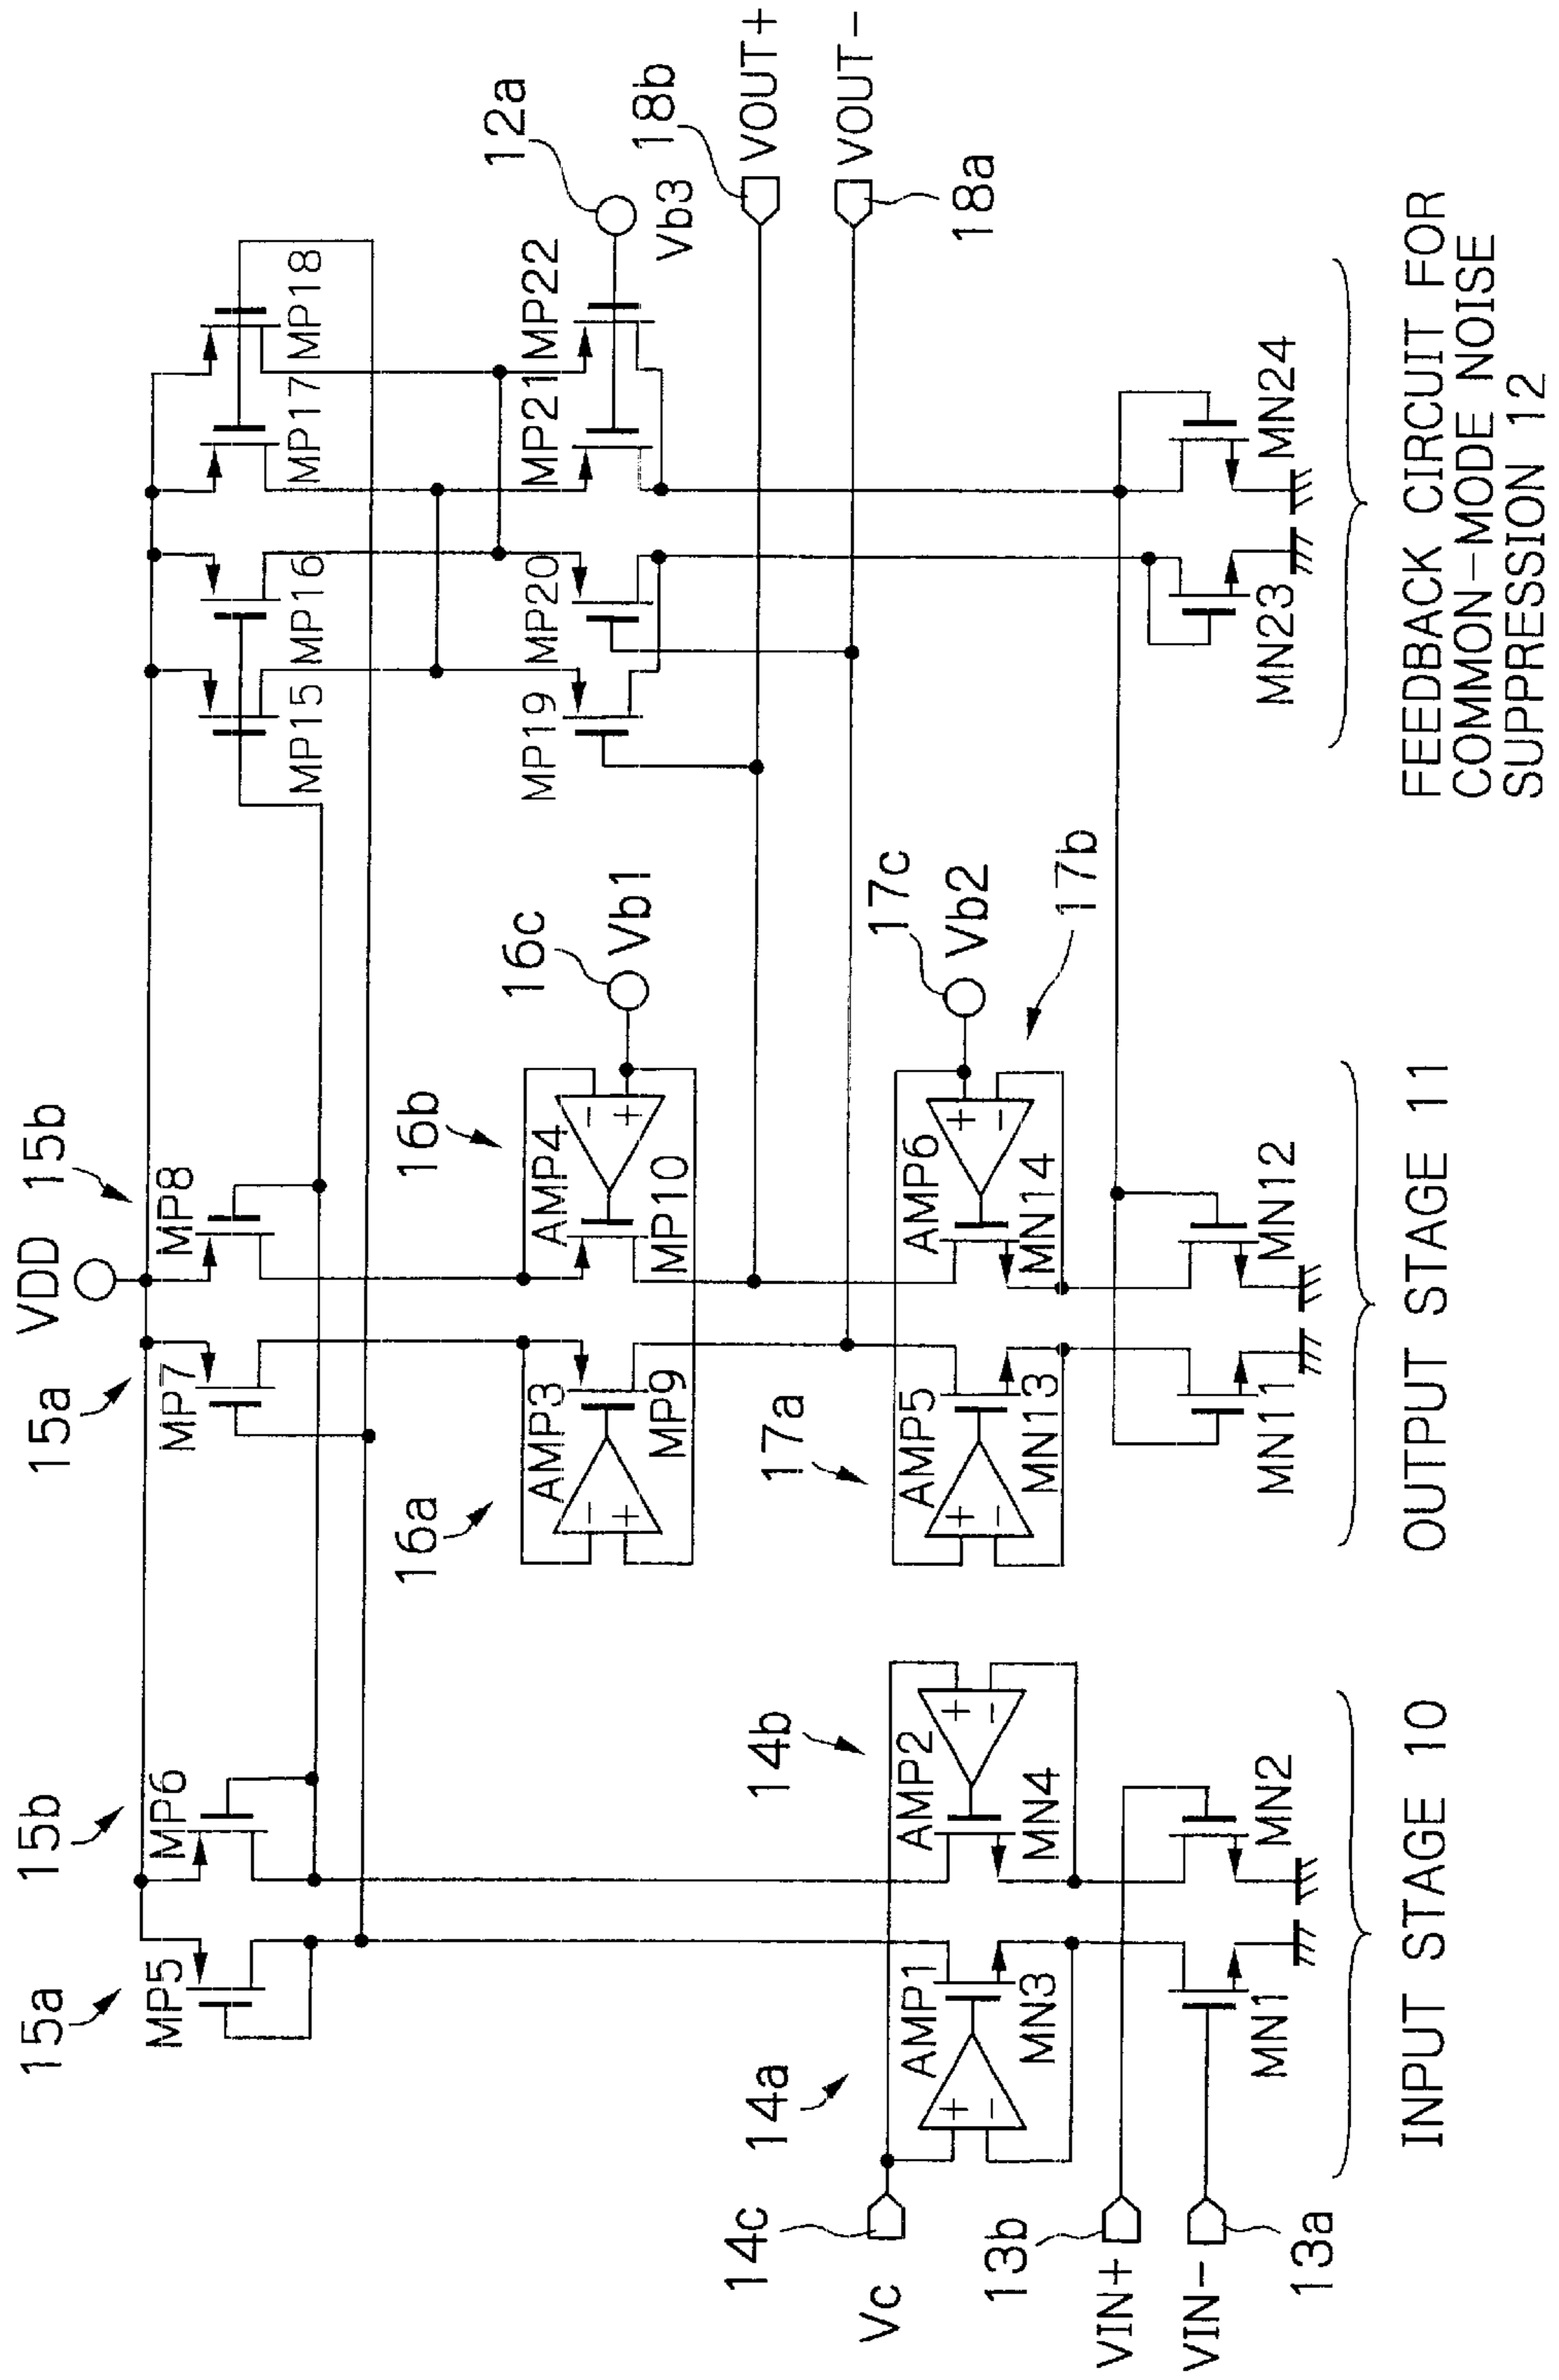 15a
15b
VDD
15a
15b
MP5
MP6
MP7
MP8
MP15
MP16
MP17
MP18
16a
16b
16c
12a
AMP3
AMP4
Vb1
MP9
MP10
MP19
MP20
MP21
MP22
Vb3
18b
VOUT+
VOUT-
18a
14c
Vc
14a
14b
17a
17c
Vb2
17b
AMP1
AMP2
AMP5
AMP6
MN3
MN4
MN13
MN14
13b
VIN+
VIN-
13a
MN1
MN2
MN11
MN12
MN23
MN24
INPUT STAGE 10
OUTPUT STAGE 11
FEEDBACK CIRCUIT FOR
COMMON-MODE NOISE
SUPPRESSION 12
+
-
+
-
-
+
-
+
+
-
+
-